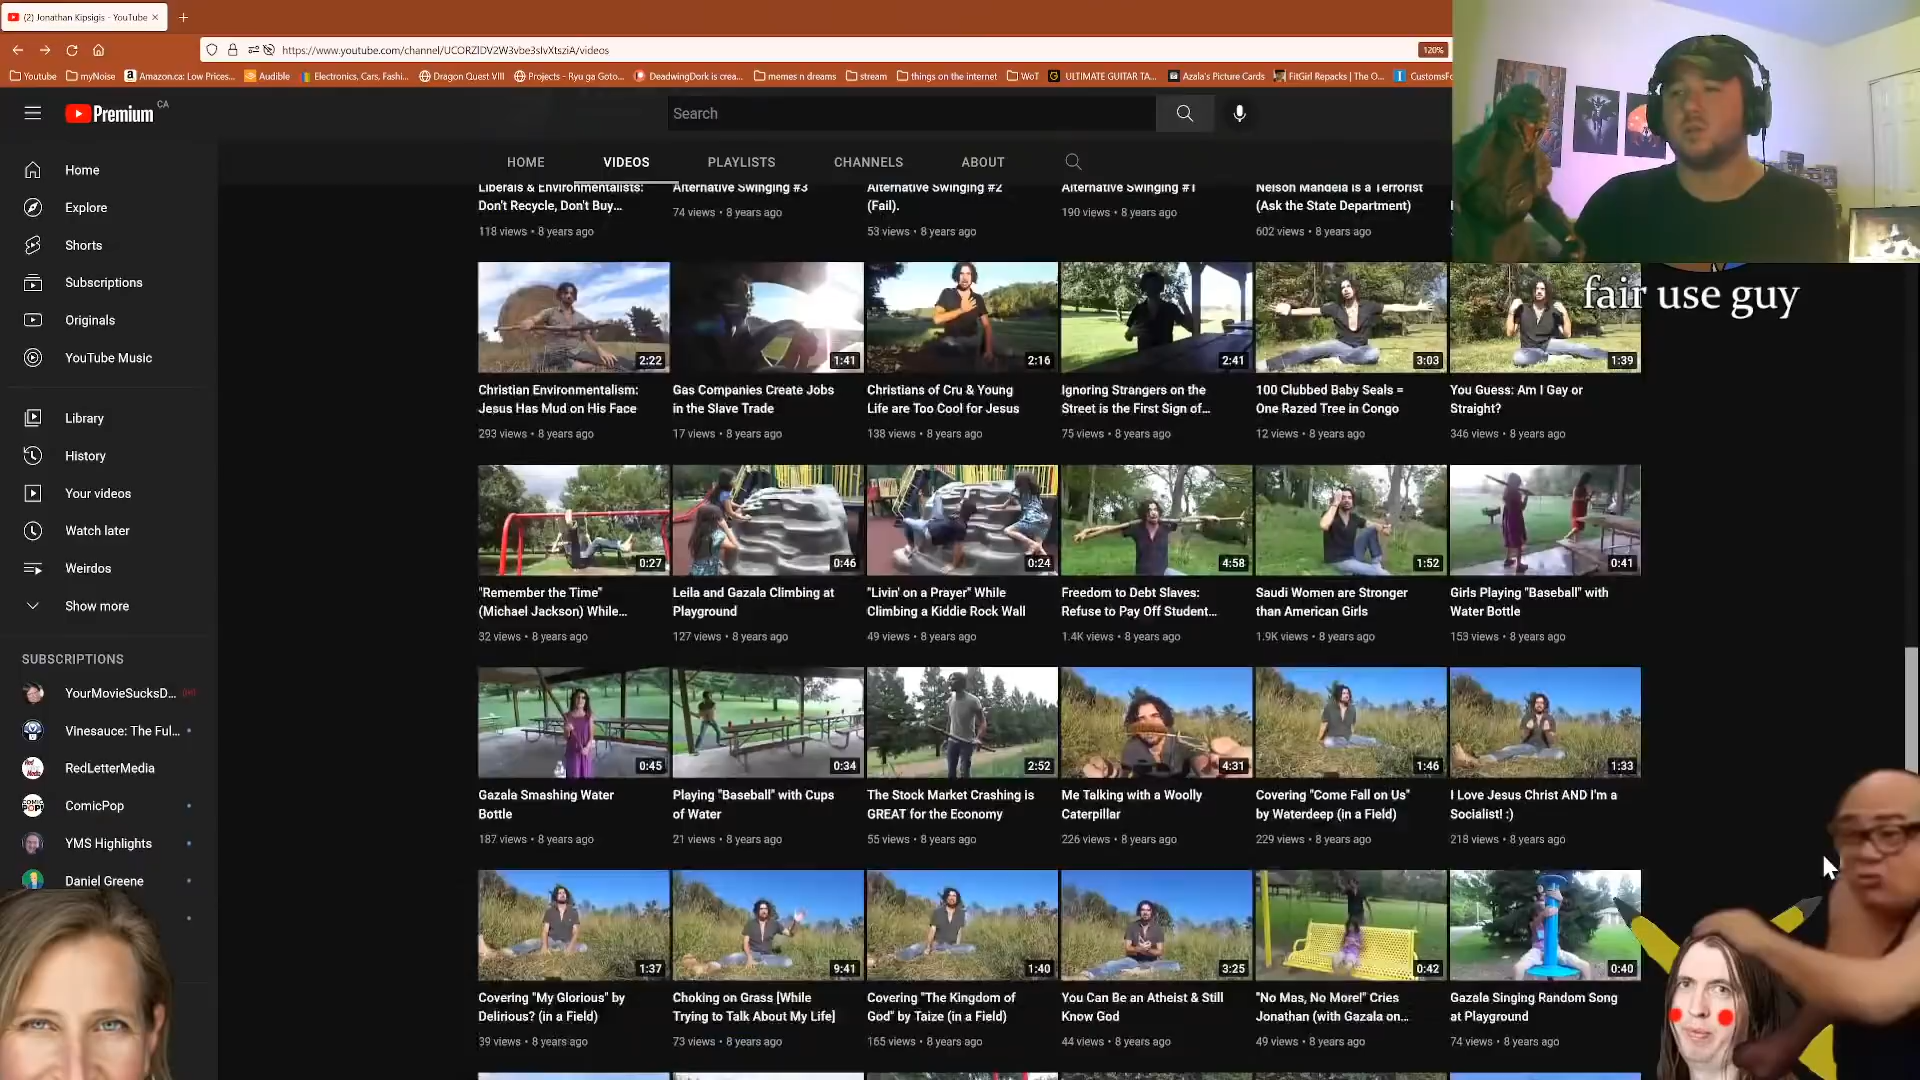 (2) Jonathan Kipsigis - YouTube
https://www.youtube.com/channel/UCORZlDV2W3vbe3slvXtsziA/videos
120%
Youtube
myNoise
Amazon.ca: Low Prices...
Audible
Electronics, Cars, Fashi...
Dragon Quest VIII
Projects - Ryu ga Goto...
DeadwingDork is crea...
memes n dreams
stream
things on the internet
WoT
ULTIMATE GUITAR TA...
Azala's Picture Cards
FitGirl Repacks | The O...
Premium
CA
Search
HOME
VIDEOS
PLAYLISTS
CHANNELS
ABOUT
Home
Explore
Shorts
Subscriptions
Originals
YouTube Music
Library
History
Your videos
Watch later
Weirdos
Show more
SUBSCRIPTIONS
YourMovieSucksD...
Vinesauce: The Ful...
RedLetterMedia
ComicPop
YMS Highlights
Daniel Greene
Liberals & Environmentalists:
Don't Recycle, Don't Buy...
118 views • 8 years ago
Alternative Swinging #3
74 views • 8 years ago
Alternative Swinging #2
(Fail).
53 views • 8 years ago
Alternative Swinging #1
190 views • 8 years ago
Nelson Mandela is a Terrorist
(Ask the State Department)
602 views • 8 years ago
fair use guy
2:22
Christian Environmentalism:
Jesus Has Mud on His Face
293 views • 8 years ago
1:41
Gas Companies Create Jobs
in the Slave Trade
17 views • 8 years ago
2:16
Christians of Cru & Young
Life are Too Cool for Jesus
138 views • 8 years ago
2:41
Ignoring Strangers on the
Street is the First Sign of...
75 views • 8 years ago
3:03
100 Clubbed Baby Seals =
One Razed Tree in Congo
12 views • 8 years ago
1:39
You Guess: Am I Gay or
Straight?
346 views • 8 years ago
0:27
"Remember the Time"
(Michael Jackson) While...
32 views • 8 years ago
0:46
Leila and Gazala Climbing at
Playground
127 views • 8 years ago
0:24
"Livin' on a Prayer" While
Climbing a Kiddie Rock Wall
49 views • 8 years ago
4:58
Freedom to Debt Slaves:
Refuse to Pay Off Student...
1.4K views • 8 years ago
1:52
Saudi Women are Stronger
than American Girls
1.9K views • 8 years ago
0:41
Girls Playing "Baseball" with
Water Bottle
153 views • 8 years ago
0:45
Gazala Smashing Water
Bottle
187 views • 8 years ago
0:34
Playing "Baseball" with Cups
of Water
21 views • 8 years ago
2:52
The Stock Market Crashing is
GREAT for the Economy
55 views • 8 years ago
4:31
Me Talking with a Woolly
Caterpillar
226 views • 8 years ago
1:46
Covering "Come Fall on Us"
by Waterdeep (in a Field)
229 views • 8 years ago
1:33
I Love Jesus Christ AND I'm a
Socialist! :)
218 views • 8 years ago
1:37
Covering "My Glorious" by
Delirious? (in a Field)
39 views • 8 years ago
9:41
Choking on Grass [While
Trying to Talk About My Life]
73 views • 8 years ago
1:40
Covering "The Kingdom of
God" by Taize (in a Field)
165 views • 8 years ago
3:25
You Can Be an Atheist & Still
Know God
44 views • 8 years ago
0:42
"No Mas, No More!" Cries
Jonathan (with Gazala on...
49 views • 8 years ago
0:40
Gazala Singing Random Song
at Playground
74 views • 8 years ago